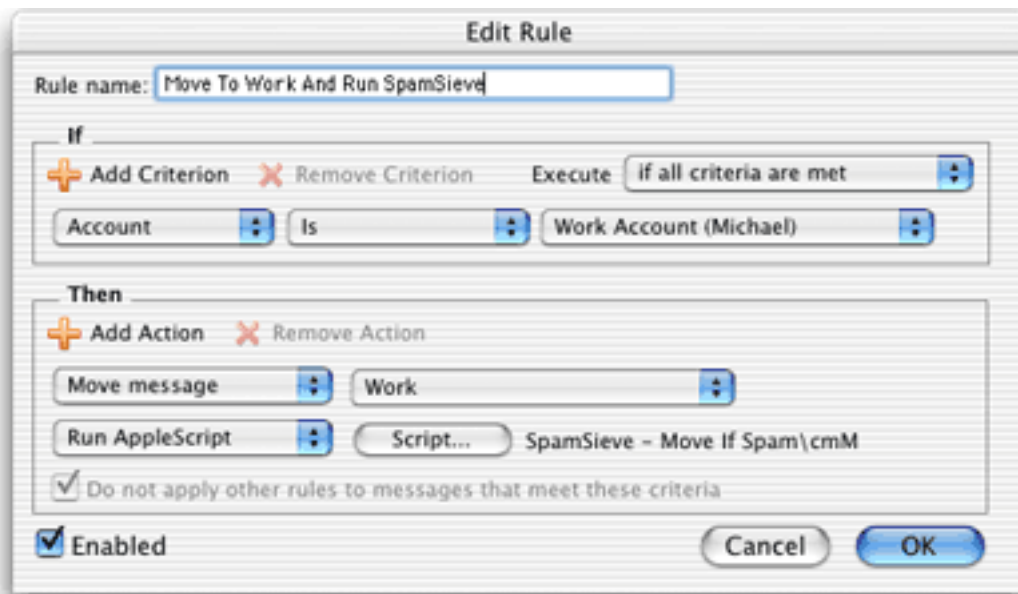 Edit Rule
Rule name: Move To Work And Run SpamSieve
If
Add Criterion Remove Criterion Execute if all criteria are met
Account Is Work Account (Michael)
Then
Add Action Remove Action
Move message Work
Run AppleScript Script... SpamSieve - Move If Spam\cmM
Do not apply other rules to messages that meet these criteria
Enabled Cancel OK